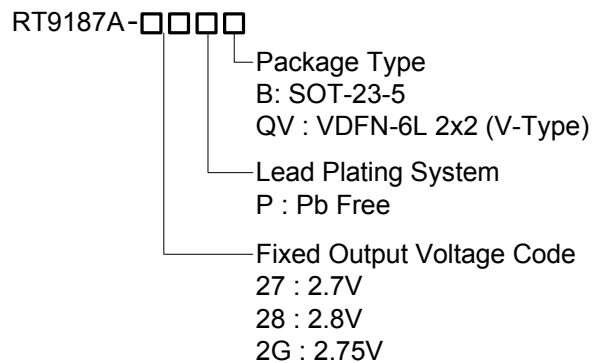 RT9187A-□□□□
Package Type
B: SOT-23-5
QV : VDFN-6L 2x2 (V-Type)
Lead Plating System
P : Pb Free
Fixed Output Voltage Code
27 : 2.7V
28 : 2.8V
2G : 2.75V